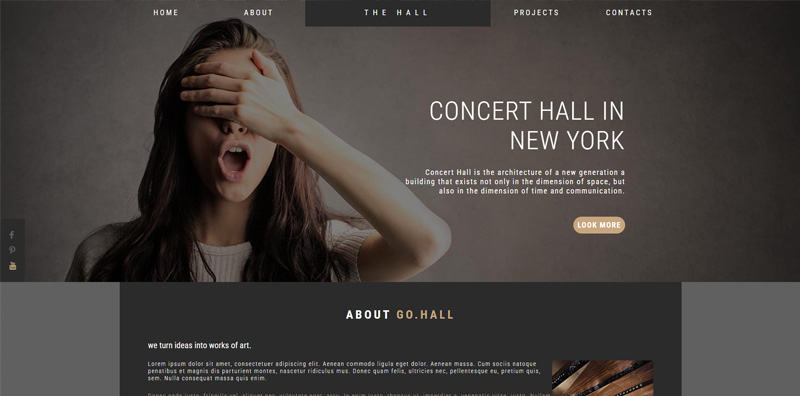 HOME ABOUT THE HALL PROJECTS CONTACTS
CONCERT HALL IN
NEW YORK
Concert Hall is the architecture of a new generation a
building that exists not only in the dimension of space, but
also in the dimension of time and communication.
LOOK MORE
ABOUT GO.HALL
we turn ideas into works of art.
Lorem ipsum dolor sit amet, consectetuer adipiscing elit. Aenean commodo ligula eget dolor. Aenean massa. Cum sociis natoque
penatibus et magnis dis parturient montes, nascetur ridiculus mus. Donec quam felis, ultricies nec, pellentesque eu, pretium quis,
sem. Nulla consequat massa quis enim.